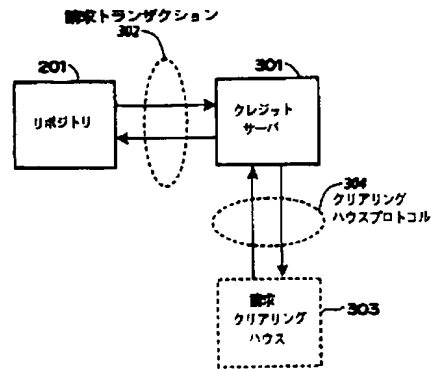 請求トランザクション
302
201
301
リポジトリ
クレジット
サーバ
304
クリアリング
ハウスプロトコル
請求
クリアリング
ハウス
303